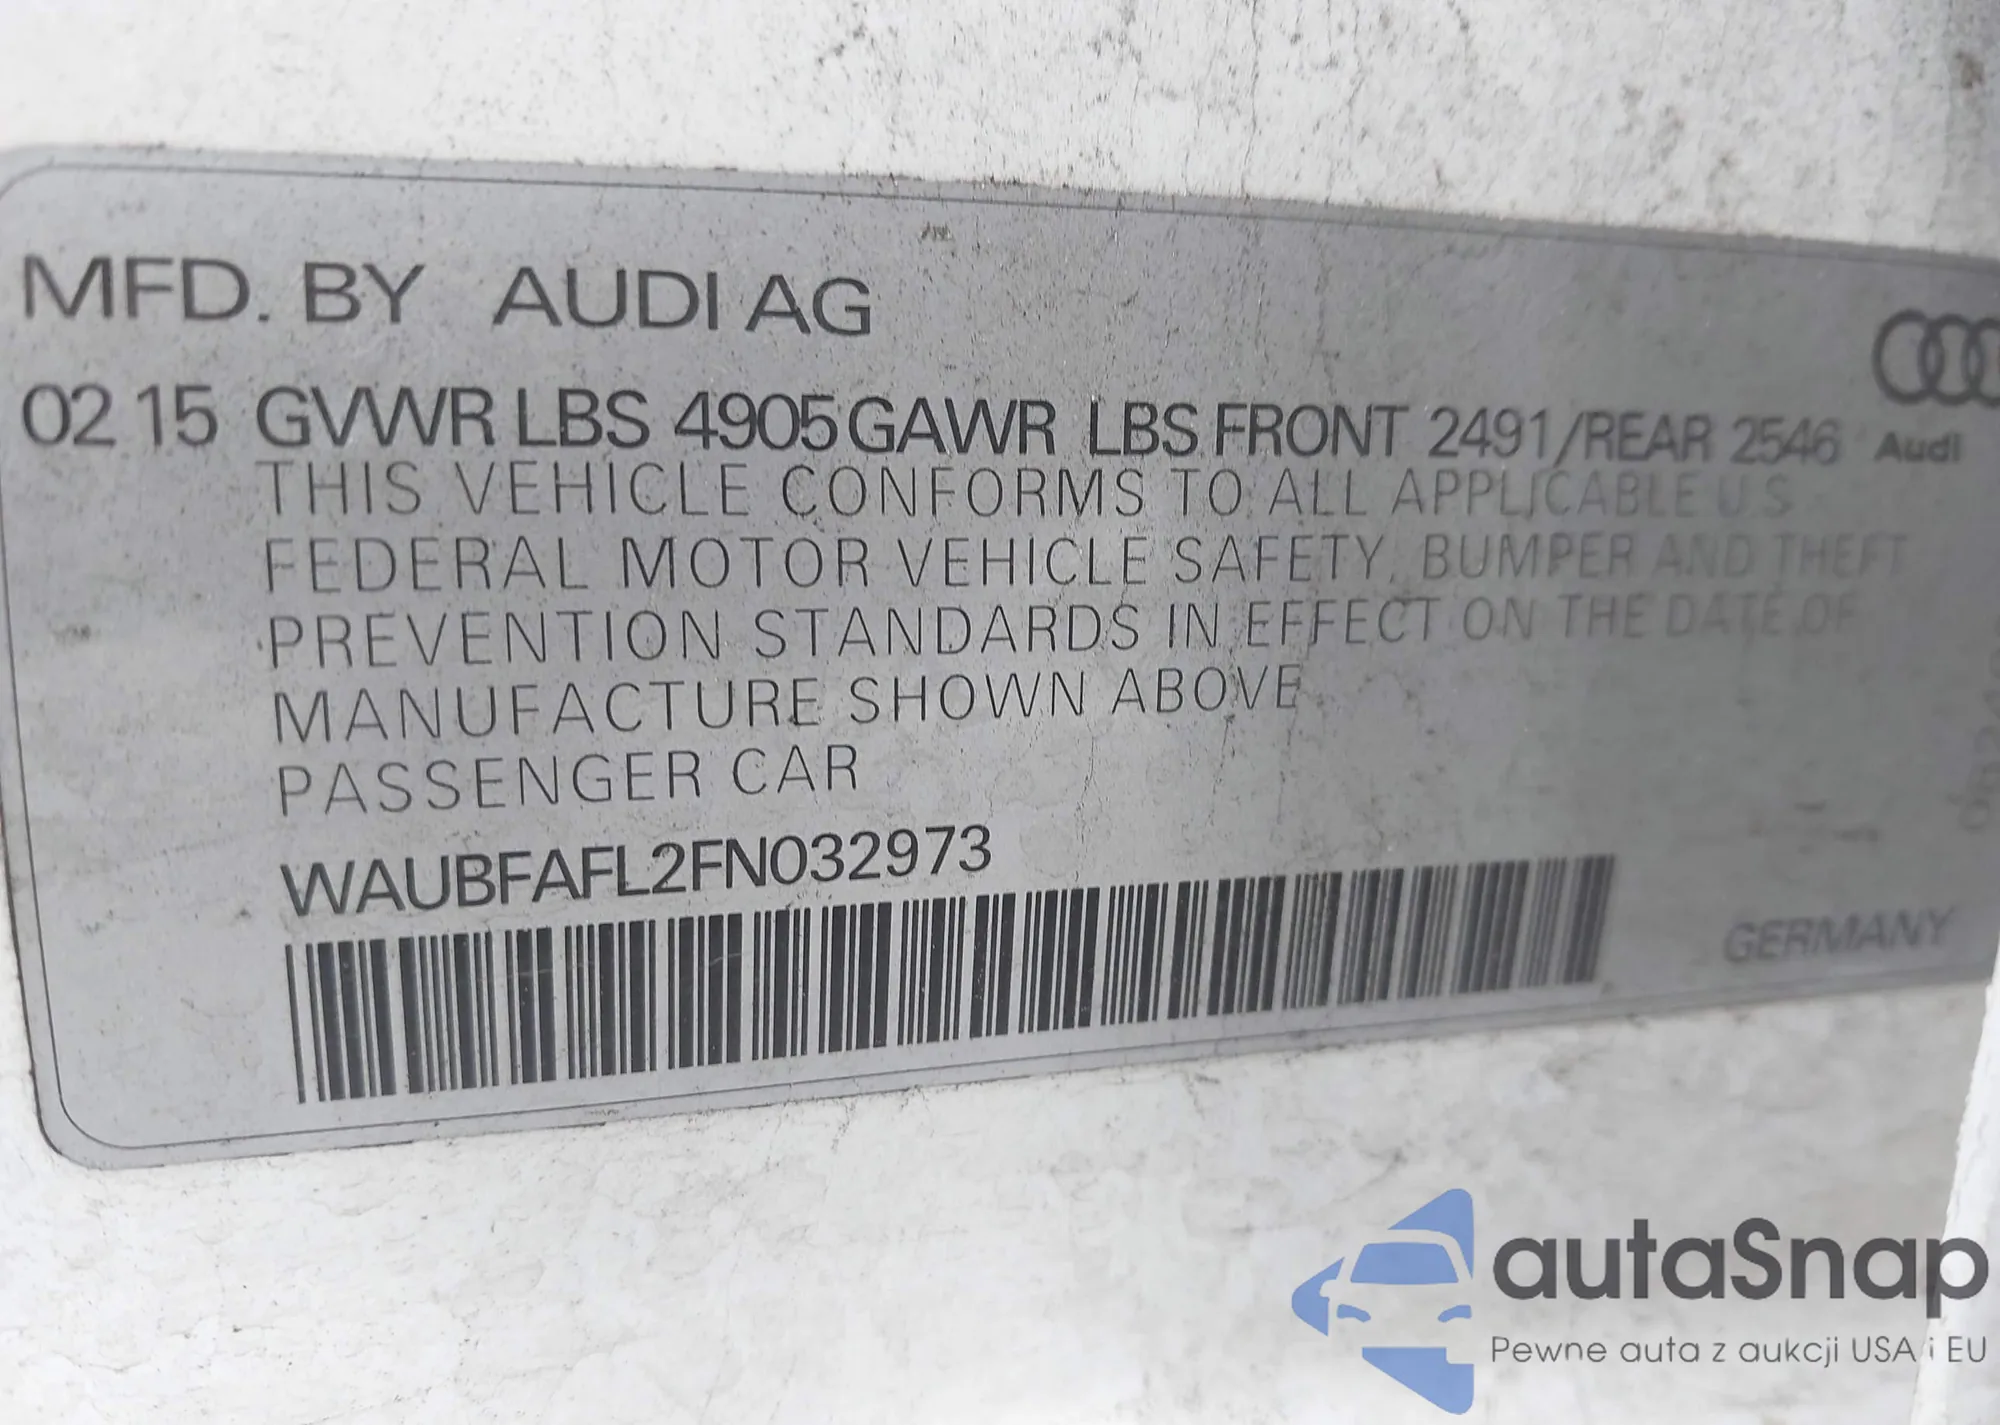 MFD. BY AUDI AG
02 15 GVWR LBS 4905 GAWR LBS FRONT 2491/REAR 2546 Audi
THIS VEHICLE CONFORMS TO ALL APPLICABLE U.S
FEDERAL MOTOR VEHICLE SAFETY, BUMPER AND THEFT
PREVENTION STANDARDS IN EFFECT ON THE DATE OF
MANUFACTURE SHOWN ABOVE
PASSENGER CAR
WAUBFAFL2FN032973
GERMANY
autaSnap
Pewne auta z aukcji USA i EU